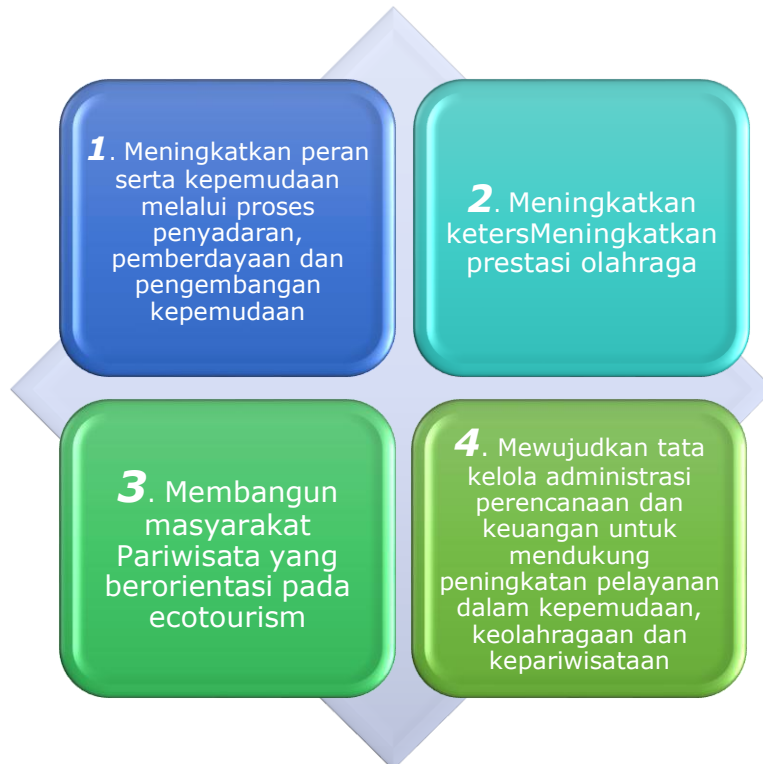 1. Meningkatkan peran
serta kepemudaan
melalui proses
penyadaran,
pemberdayaan dan
pengembangan
kepemudaan
2. Meningkatkan
ketersMeningkatkan
prestasi olahraga
3. Membangun
masyarakat
Pariwisata yang
berorientasi pada
ecotourism
4. Mewujudkan tata
kelola administrasi
perencanaan dan
keuangan untuk
mendukung
peningkatan pelayanan
dalam kepemudaan,
keolahragaan dan
kepariwisataan